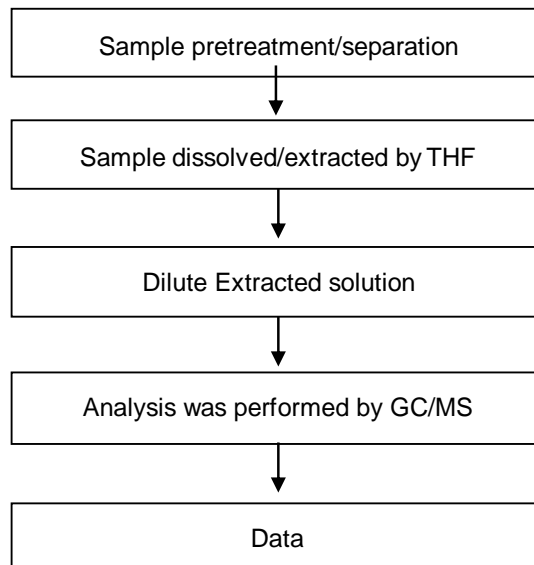 Sample pretreatment/separation
Sample dissolved/extracted by THF
Dilute Extracted solution
Analysis was performed by GC/MS
Data